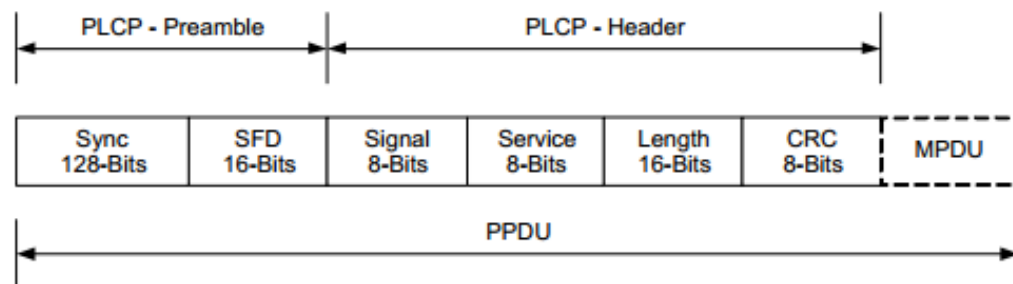 PLCP - Preamble
PLCP - Header
Sync
128-Bits
SFD
16-Bits
Signal
8-Bits
Service
8-Bits
Length
16-Bits
CRC
8-Bits
MPDU
PPDU